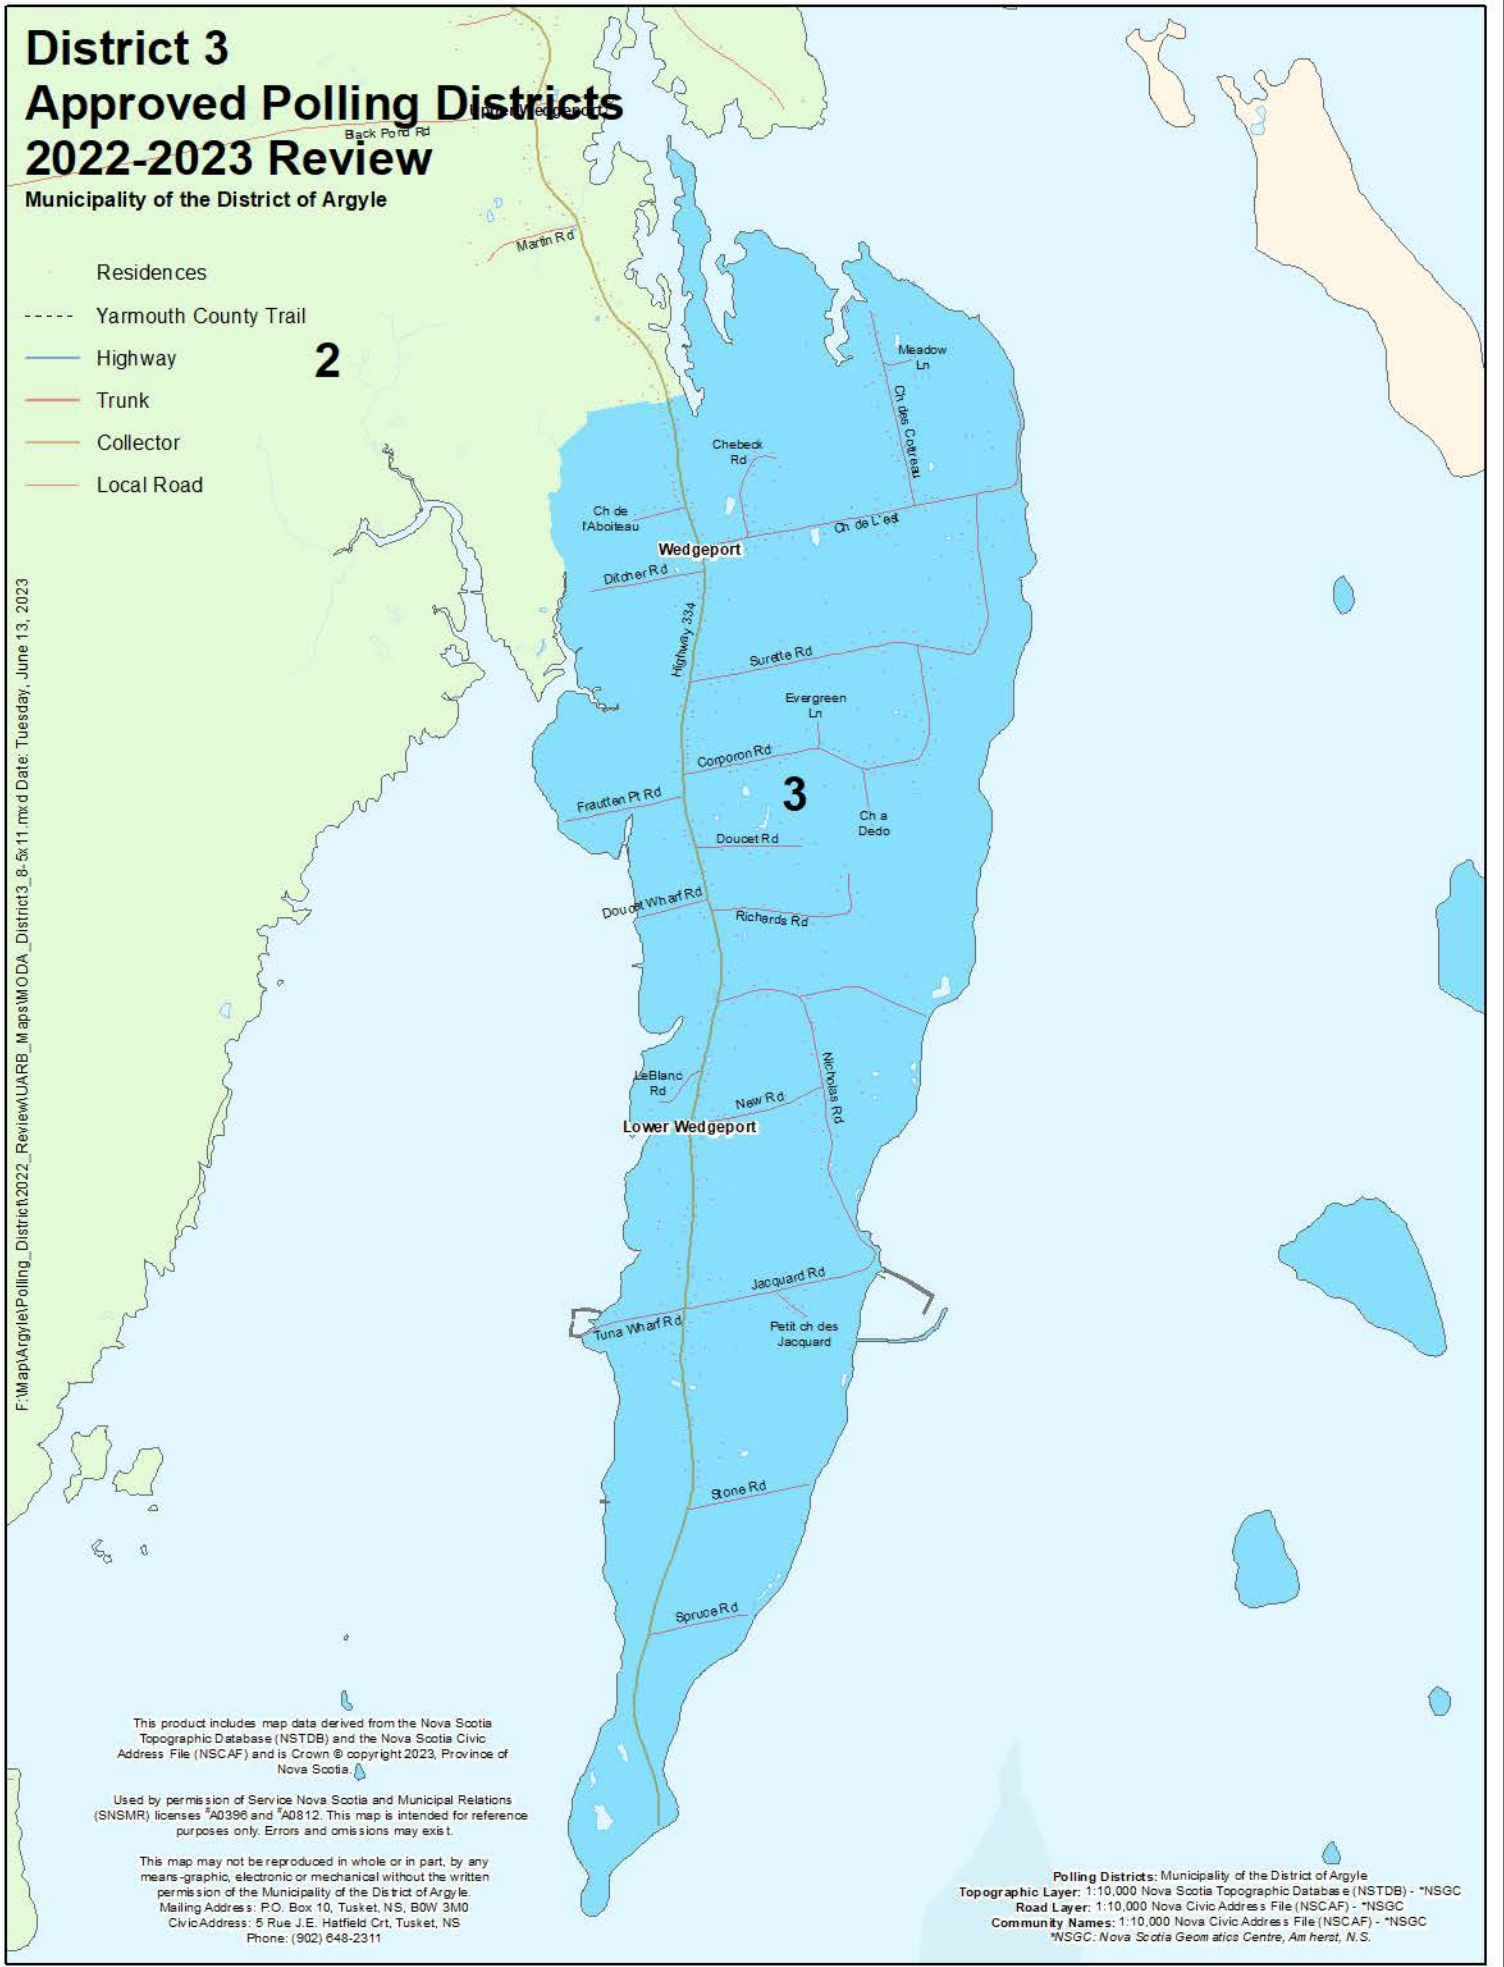 District 3
Approved Polling Districts
2022-2023 Review
Municipality of the District of Argyle
Upper Wedgeport
Black Pond Rd
Martin Rd
Residences
Yarmouth County Trail
Highway
2
Trunk
Collector
Local Road
Meadow
Ln
Ch des Cottreau
Chebeck
Rd
Ch de
l'Aboiteau
Ch de L'est
Wedgeport
Ditcher Rd
Highway 334
Surette Rd
Evergreen
Ln
Corporon Rd
3
Frautten Pt Rd
Ch a
Dedo
Doucet Rd
Doucet Wharf Rd
Richards Rd
Nicholas Rd
LeBlanc
Rd
New Rd
Lower Wedgeport
Jacquard Rd
Tuna Wharf Rd
Petit ch des
Jacquard
Stone Rd
Spruce Rd
F:\Map\Argyle\Polling_District\2022_Review\UARB_Maps\MODA_District3_8-5x11.mxd Date: Tuesday, June 13, 2023
This product includes map data derived from the Nova Scotia
Topographic Database (NSTDB) and the Nova Scotia Civic
Address File (NSCAF) and is Crown © copyright 2023, Province of
Nova Scotia.
Used by permission of Service Nova Scotia and Municipal Relations
(SNSMR) licenses #A0396 and #A0812. This map is intended for reference
purposes only. Errors and omissions may exist.
This map may not be reproduced in whole or in part, by any
means-graphic, electronic or mechanical without the written
permission of the Municipality of the District of Argyle.
Mailing Address: P.O. Box 10, Tusket, NS, B0W 3M0
Civic Address: 5 Rue J.E. Hatfield Crt, Tusket, NS
Phone: (902) 648-2311
Polling Districts: Municipality of the District of Argyle
Topographic Layer: 1:10,000 Nova Scotia Topographic Database (NSTDB) - *NSGC
Road Layer: 1:10,000 Nova Civic Address File (NSCAF) - *NSGC
Community Names: 1:10,000 Nova Civic Address File (NSCAF) - *NSGC
*NSGC: Nova Scotia Geomatics Centre, Amherst, N.S.